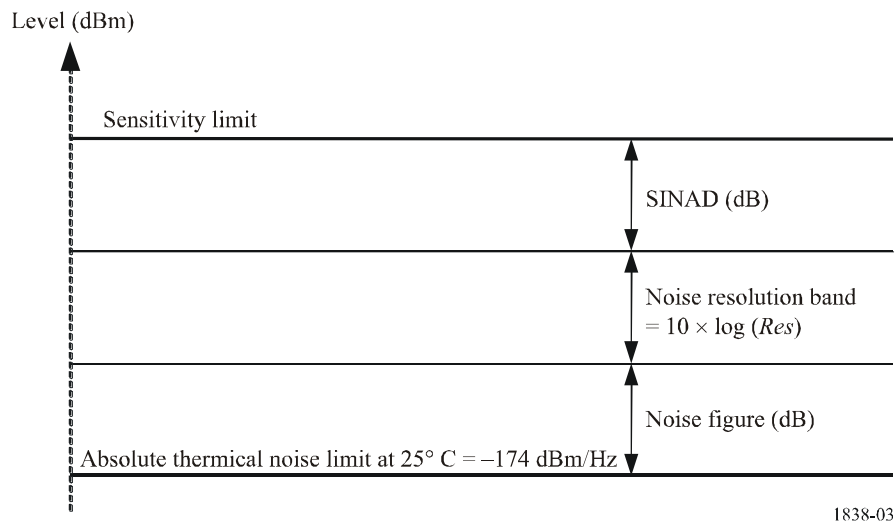 Level (dBm)
Sensitivity limit
SINAD (dB)
Noise resolution band
= 10 × log (Res)
Noise figure (dB)
Absolute thermical noise limit at 25° C = –174 dBm/Hz
1838-03